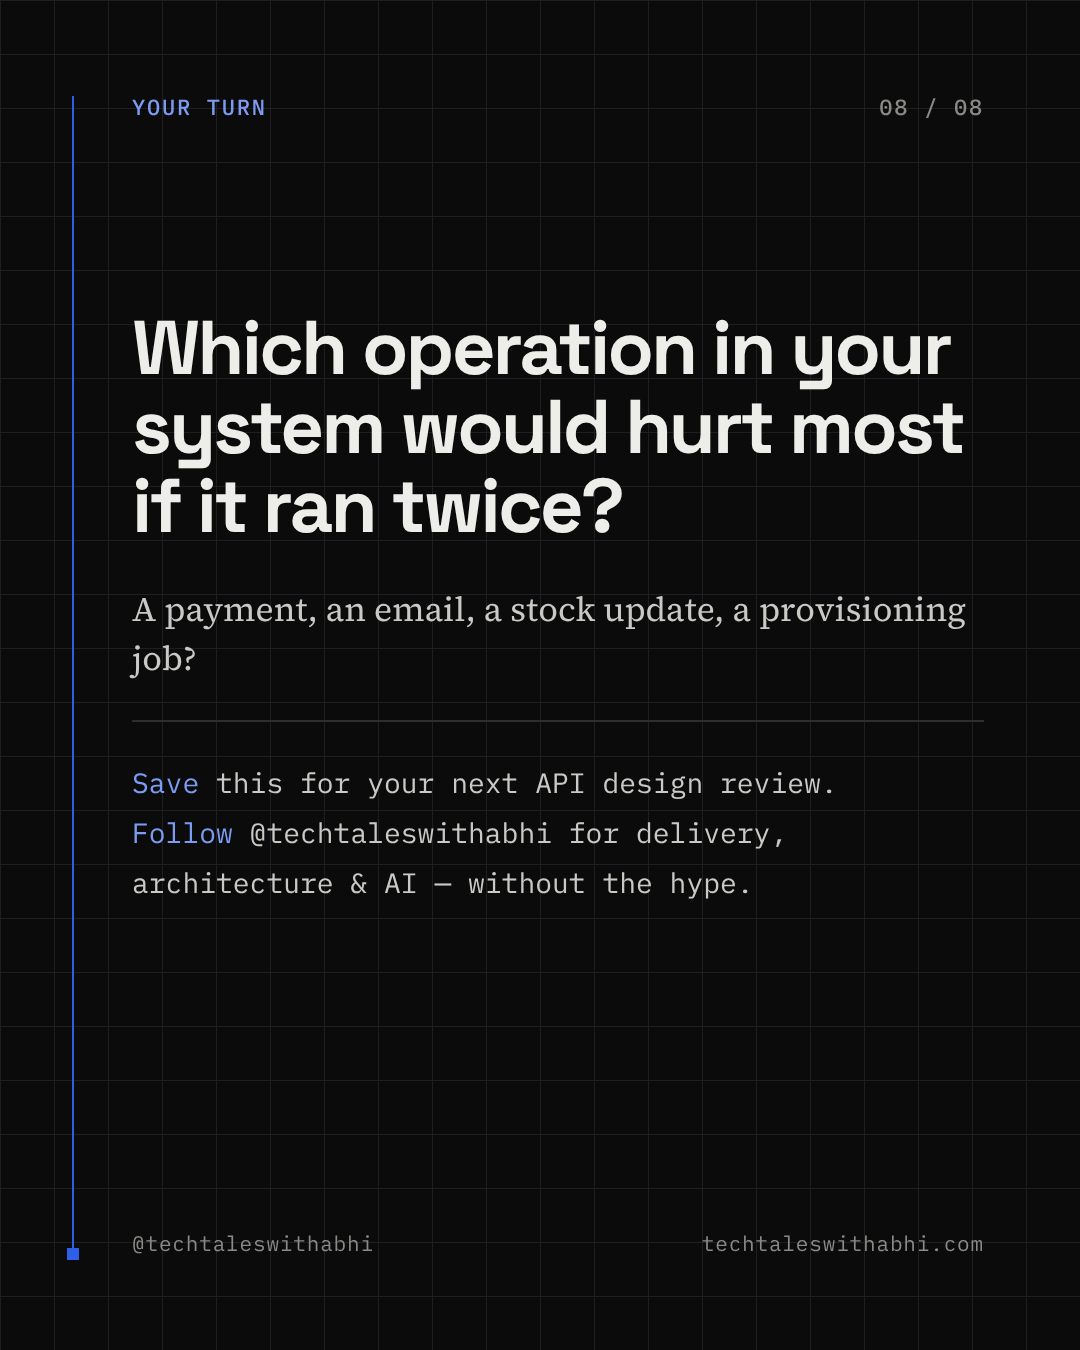 YOUR TURN
08 / 08
Which operation in your
system would hurt most
if it ran twice?
A payment, an email, a stock update, a provisioning
job?
Save this for your next API design review.
Follow @techtaleswithabhi for delivery,
architecture & AI — without the hype.
@techtaleswithabhi
techtaleswithabhi.com